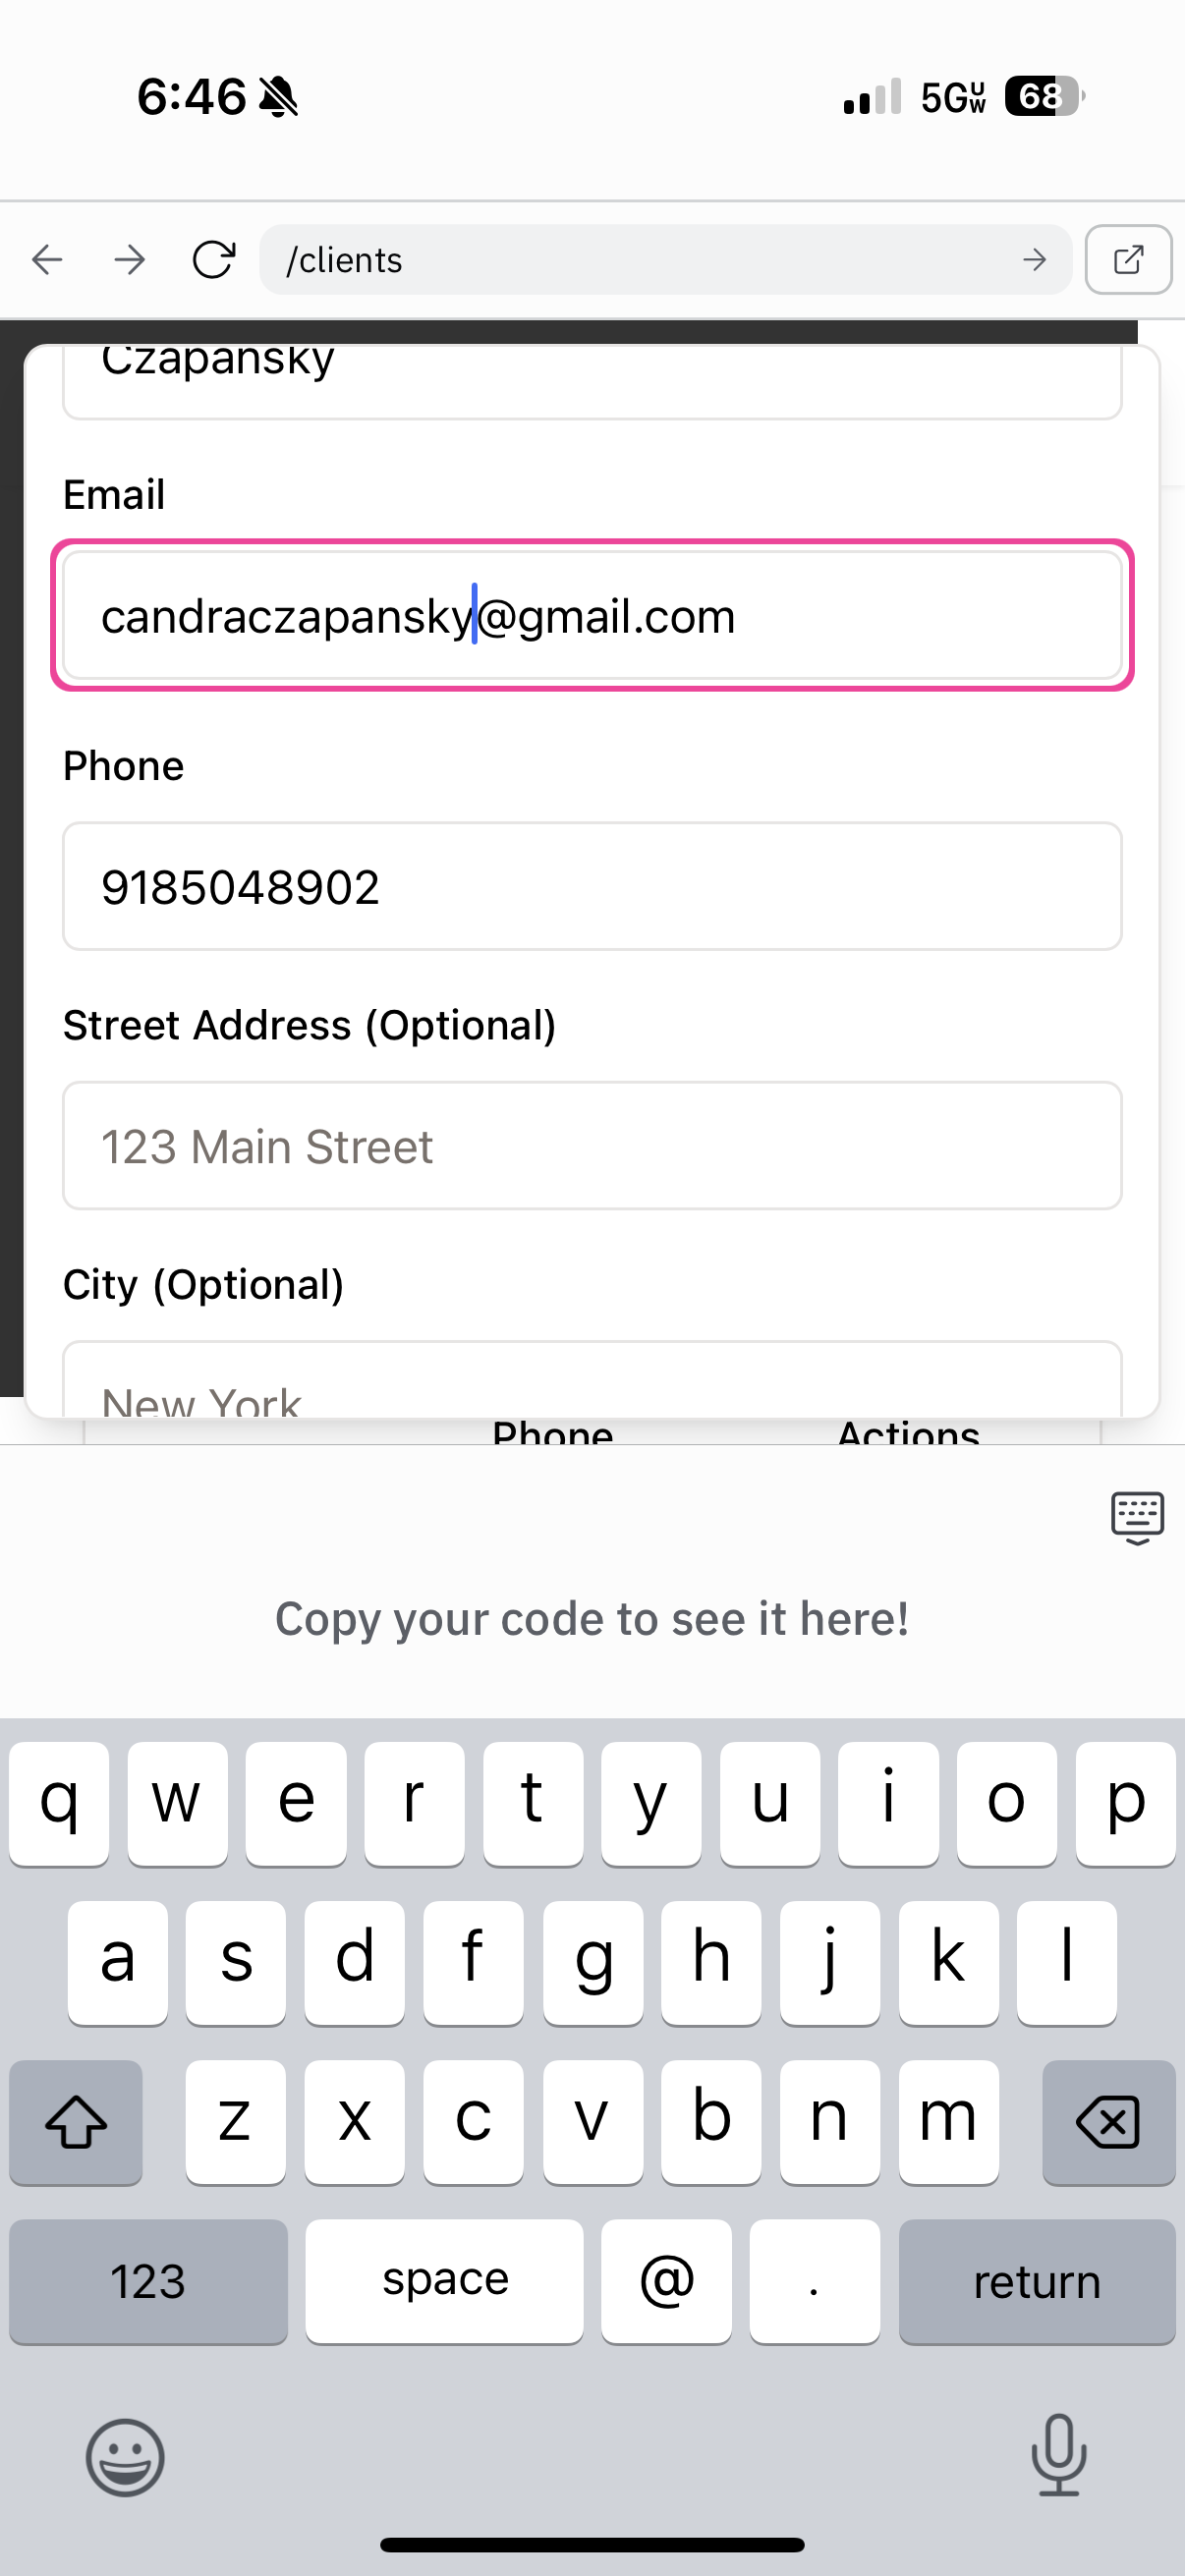 6:46
5G UW
68
/clients
Czapansky
Email
candraczapansky@gmail.com
Phone
9185048902
Street Address (Optional)
123 Main Street
City (Optional)
New York
Phone Actions
Copy your code to see it here!
q w e r t y u i o p
a s d f g h j k l
z x c v b n m
123 space @ . return